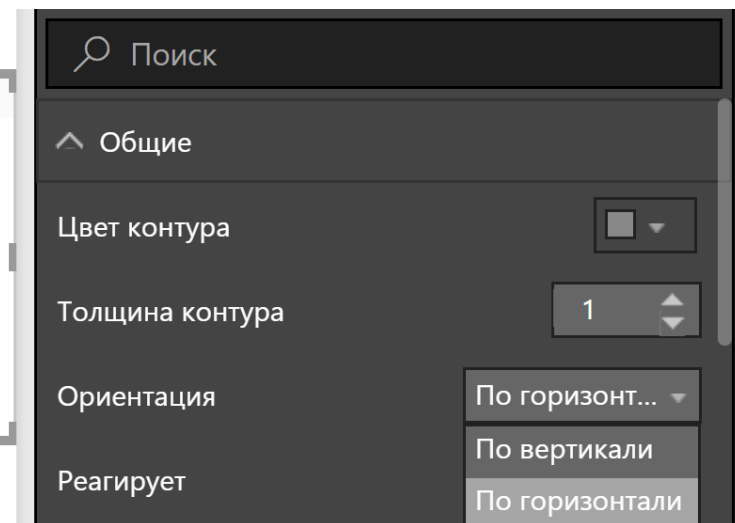 Поиск
Общие
Цвет контура
Толщина контура 1
Ориентация По горизонт...
По вертикали
Реагирует
По горизонтали